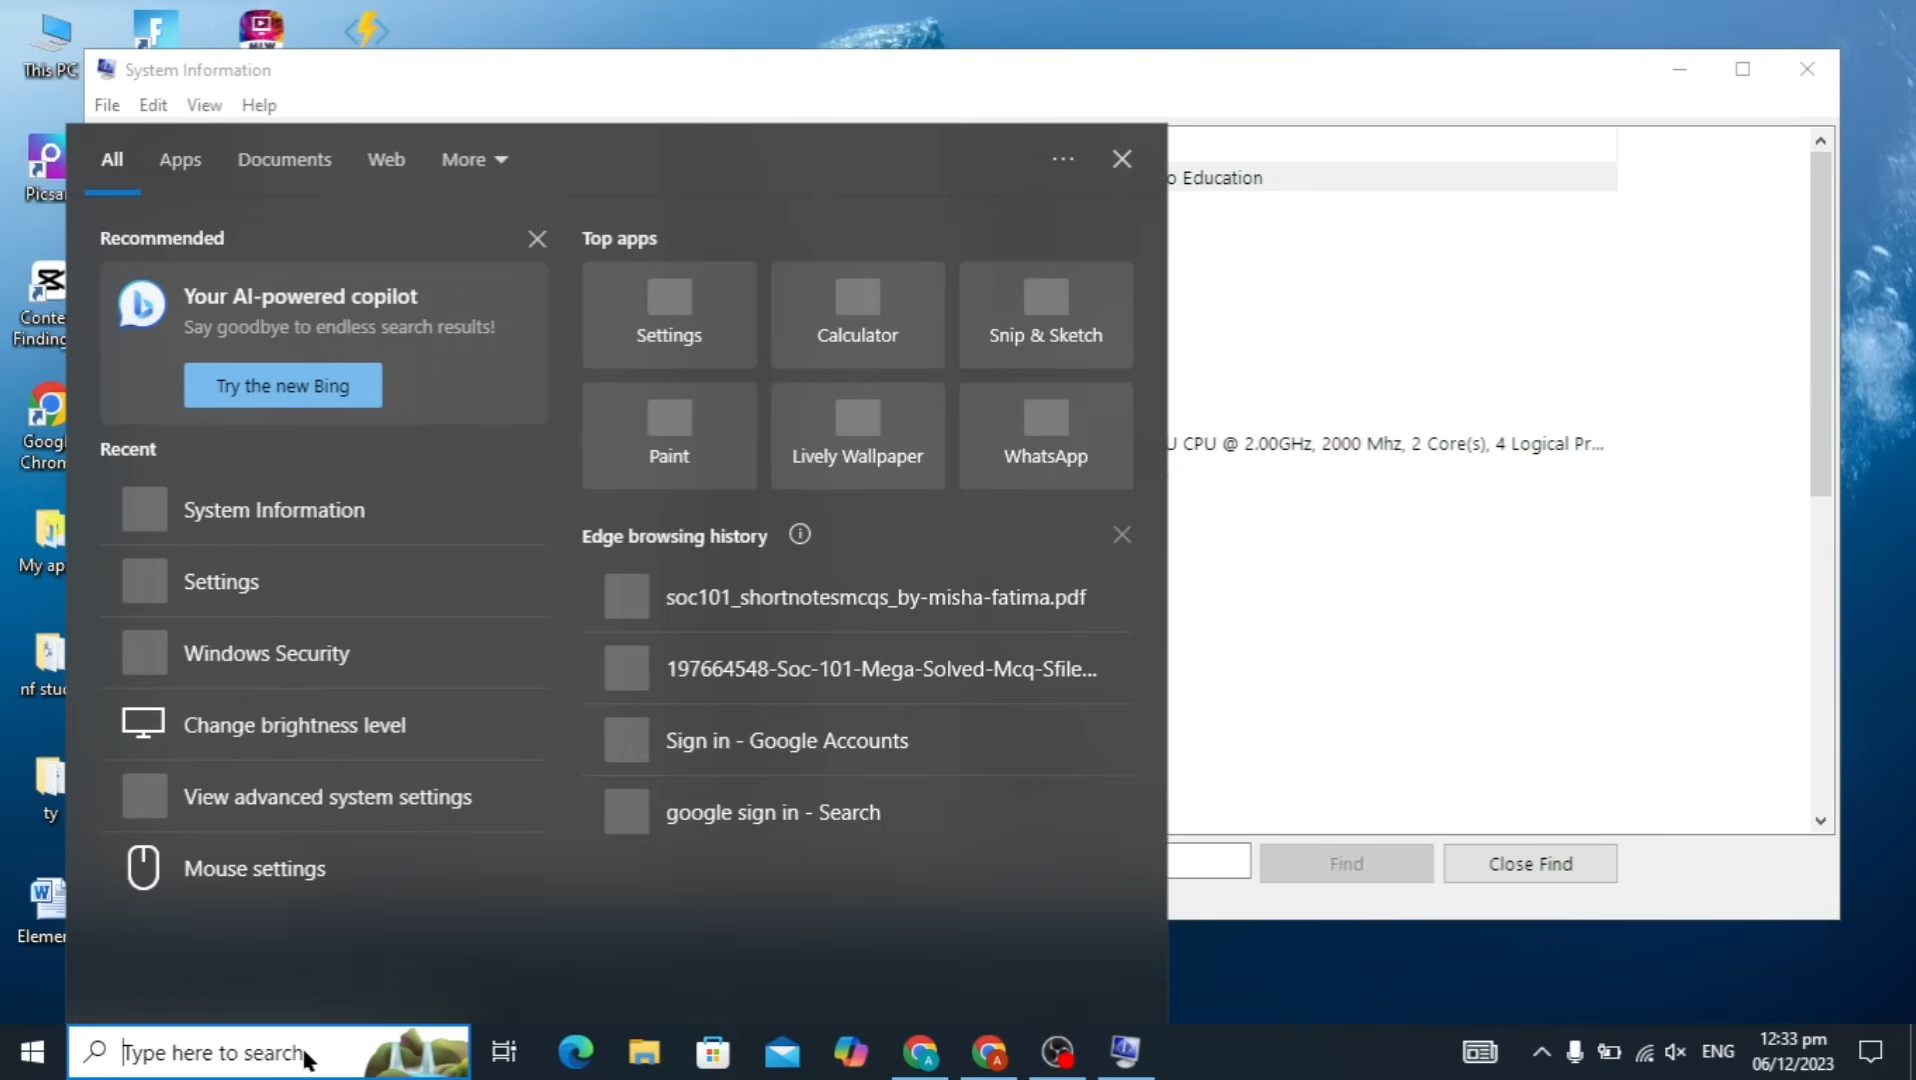 This PC
System Information
File Edit View Help
All Apps Documents Web More
o Education
Recommended
Top apps
Your AI-powered copilot
Say goodbye to endless search results!
Try the new Bing
Settings
Calculator
Snip & Sketch
Paint
Lively Wallpaper
WhatsApp
Recent
System Information
Settings
Windows Security
Change brightness level
View advanced system settings
Mouse settings
Edge browsing history
soc101_shortnotesmcqs_by-misha-fatima.pdf
197664548-Soc-101-Mega-Solved-Mcq-Sfile...
Sign in - Google Accounts
google sign in - Search
U CPU @ 2.00GHz, 2000 Mhz, 2 Core(s), 4 Logical Pr...
Find
Close Find
Picsa
Conte
Finding
Googl
Chrom
My ap
nf stud
ty
Elemen
Type here to search
ENG
12:33 pm
06/12/2023